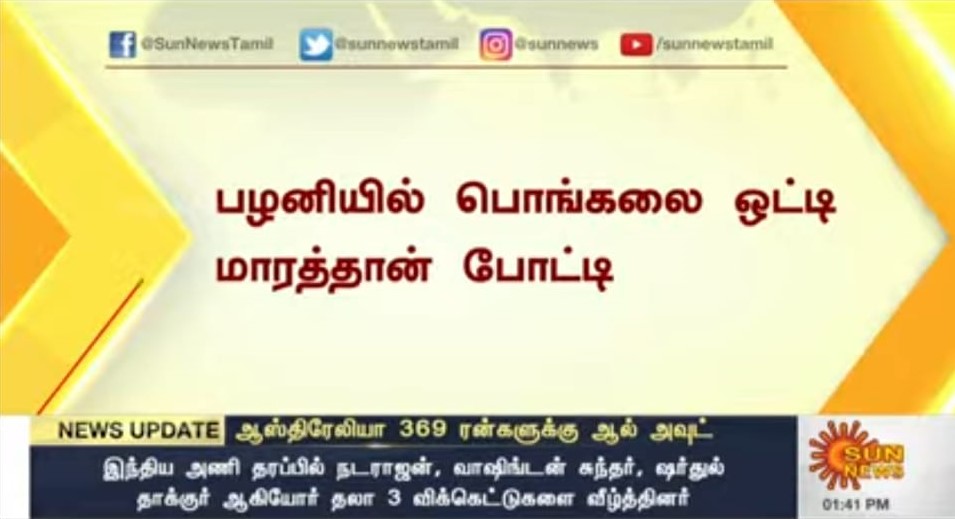 @SunNewsTamil @sunnewstamil @sunnews /sunnewstamil
பழனியில் பொங்கலை ஒட்டி
மாரத்தான் போட்டி
NEWS UPDATE ஆஸ்திரேலியா 369 ரன்களுக்கு ஆல் அவுட்
இந்திய அணி தரப்பில் நடராஜன், வாஷிங்டன் சுந்தர், ஷர்துல்
தாக்குர் ஆகியோர் தலா 3 விக்கெட்டுகளை வீழ்த்தினர்
SUN
NEWS
01:41 PM